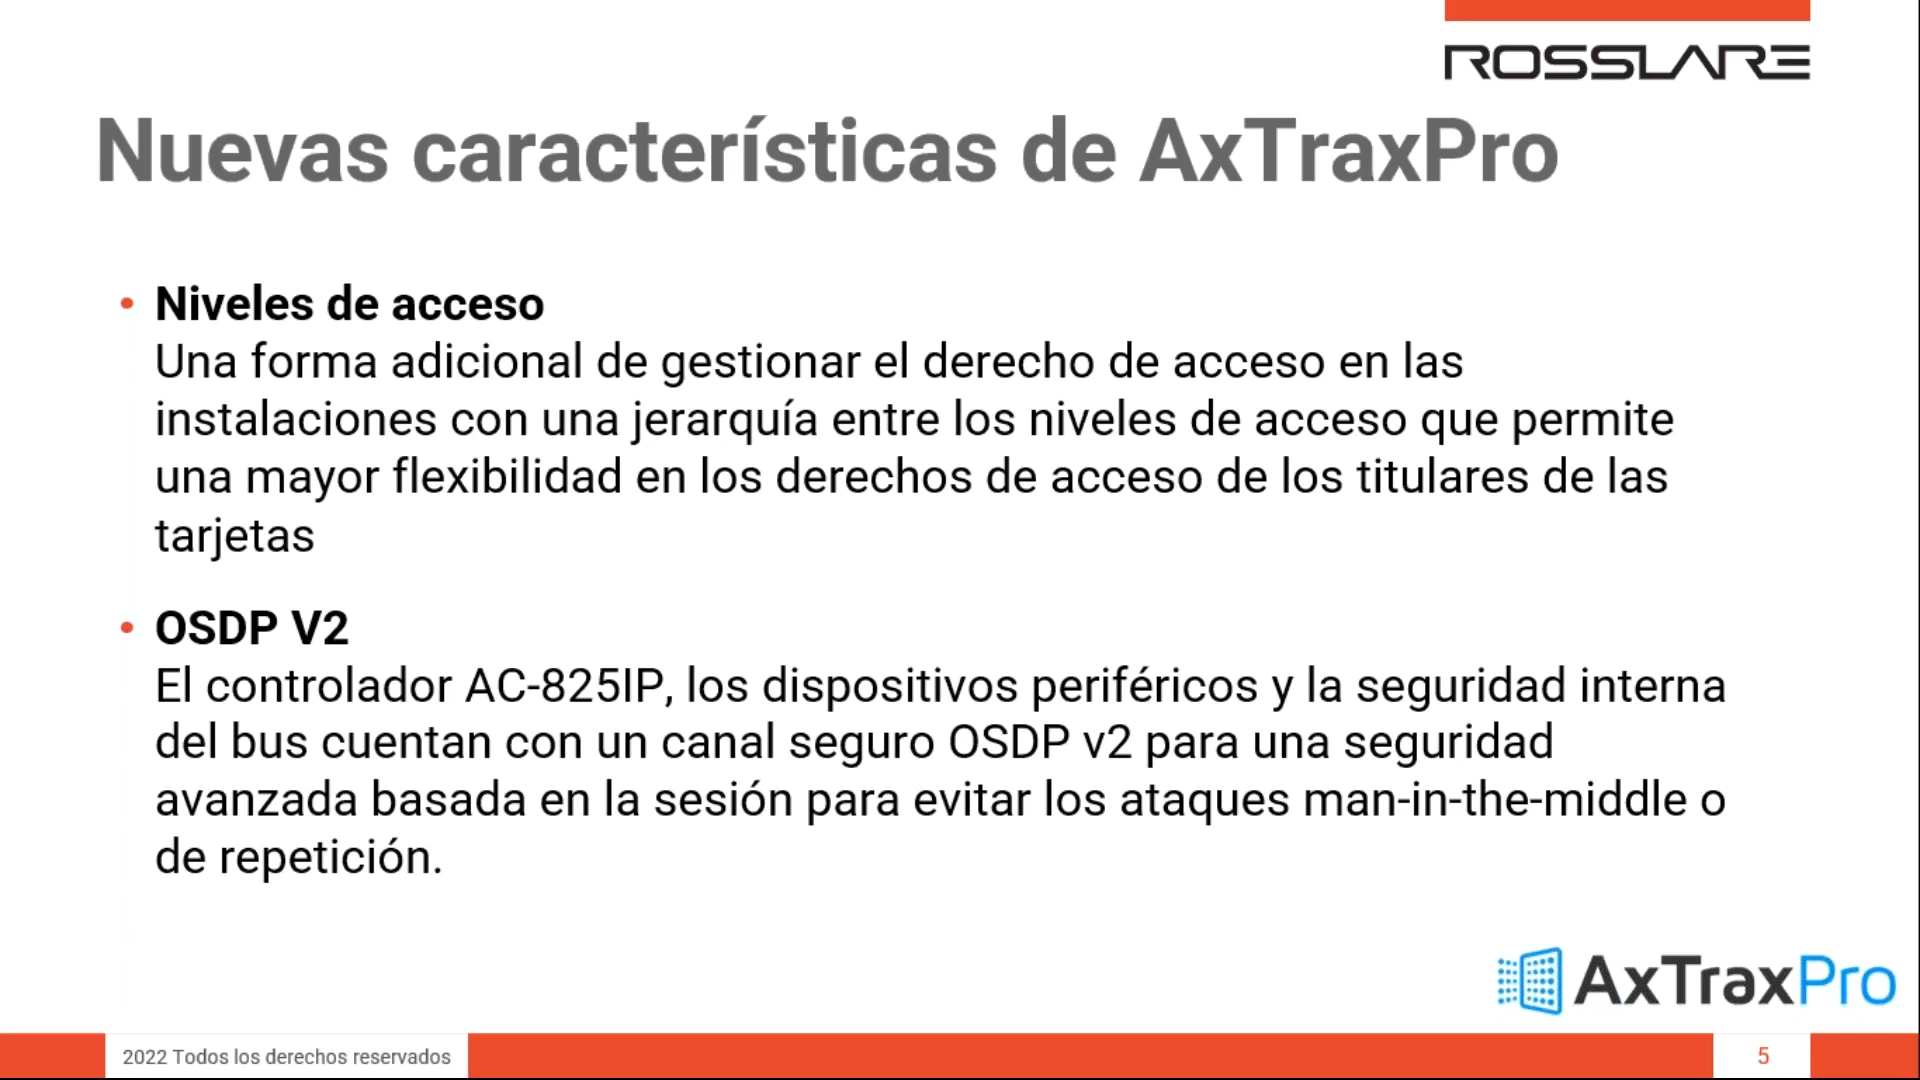 ROSSLARE
Nuevas características de AxTraxPro
• Niveles de acceso
Una forma adicional de gestionar el derecho de acceso en las
instalaciones con una jerarquía entre los niveles de acceso que permite
una mayor flexibilidad en los derechos de acceso de los titulares de las
tarjetas
• OSDP V2
El controlador AC-825IP, los dispositivos periféricos y la seguridad interna
del bus cuentan con un canal seguro OSDP v2 para una seguridad
avanzada basada en la sesión para evitar los ataques man-in-the-middle o
de repetición.
AxTraxPro
2022 Todos los derechos reservados
5